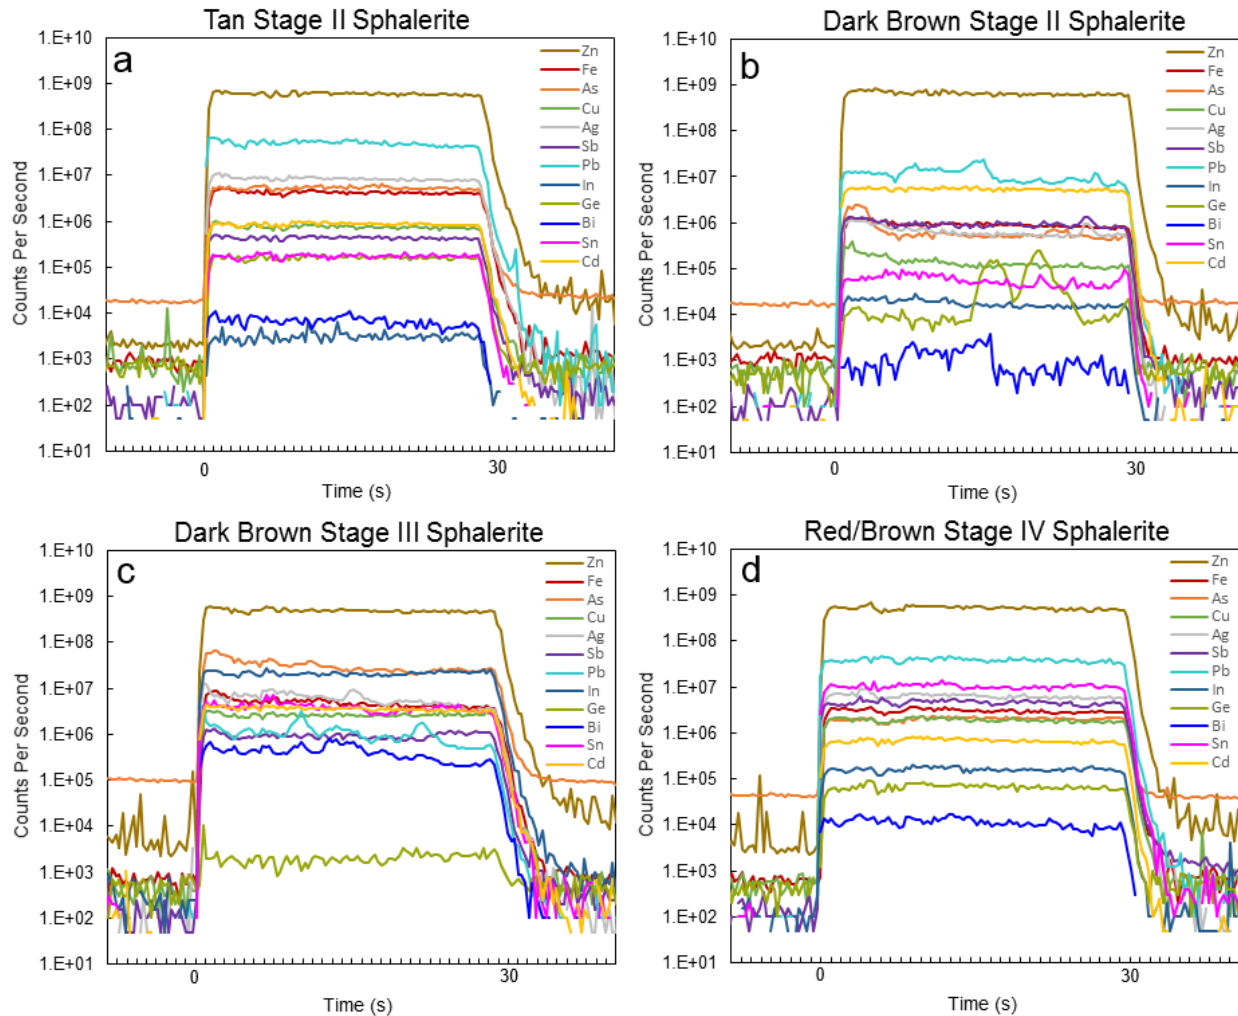 Tan Stage II Sphalerite
a
1.E+10
1.E+09
1.E+08
1.E+07
1.E+06
1.E+05
1.E+04
1.E+03
1.E+02
1.E+01
Counts Per Second
Zn
Fe
As
Cu
Ag
Sb
Pb
In
Ge
Bi
Sn
Cd
0 30
Time (s)
Dark Brown Stage II Sphalerite
b
1.E+10
1.E+09
1.E+08
1.E+07
1.E+06
1.E+05
1.E+04
1.E+03
1.E+02
1.E+01
Counts Per Second
Zn
Fe
As
Cu
Ag
Sb
Pb
In
Ge
Bi
Sn
Cd
0 30
Time (s)
Dark Brown Stage III Sphalerite
c
1.E+10
1.E+09
1.E+08
1.E+07
1.E+06
1.E+05
1.E+04
1.E+03
1.E+02
1.E+01
Counts Per Second
Zn
Fe
As
Cu
Ag
Sb
Pb
In
Ge
Bi
Sn
Cd
0 30
Time (s)
Red/Brown Stage IV Sphalerite
d
1.E+10
1.E+09
1.E+08
1.E+07
1.E+06
1.E+05
1.E+04
1.E+03
1.E+02
1.E+01
Counts Per Second
Zn
Fe
As
Cu
Ag
Sb
Pb
In
Ge
Bi
Sn
Cd
0 30
Time (s)